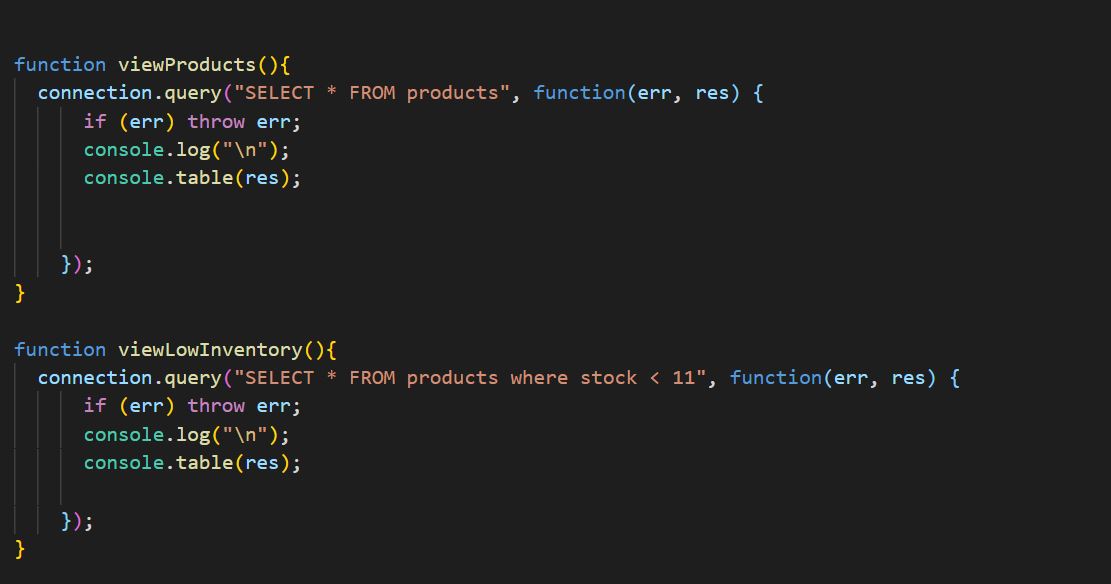 function viewProducts(){
  connection.query("SELECT * FROM products", function(err, res) {
      if (err) throw err;
      console.log("\n");
      console.table(res);
    });
}
function viewLowInventory(){
  connection.query("SELECT * FROM products where stock < 11", function(err, res) {
      if (err) throw err;
      console.log("\n");
      console.table(res);
    });
}